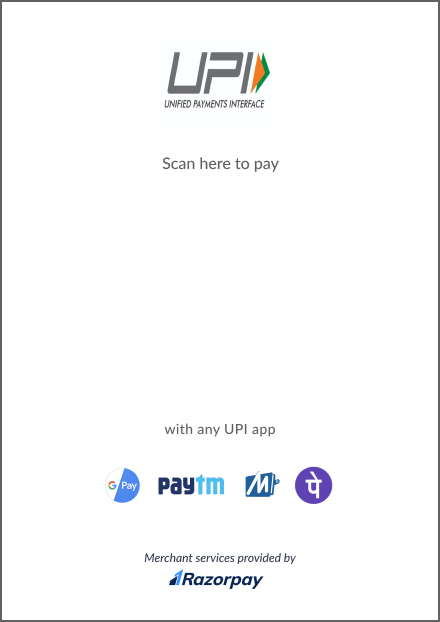 UPI
UNIFIED PAYMENTS INTERFACE
Scan here to pay
with any UPI app
G Pay paytm M पे
Merchant services provided by
Razorpay